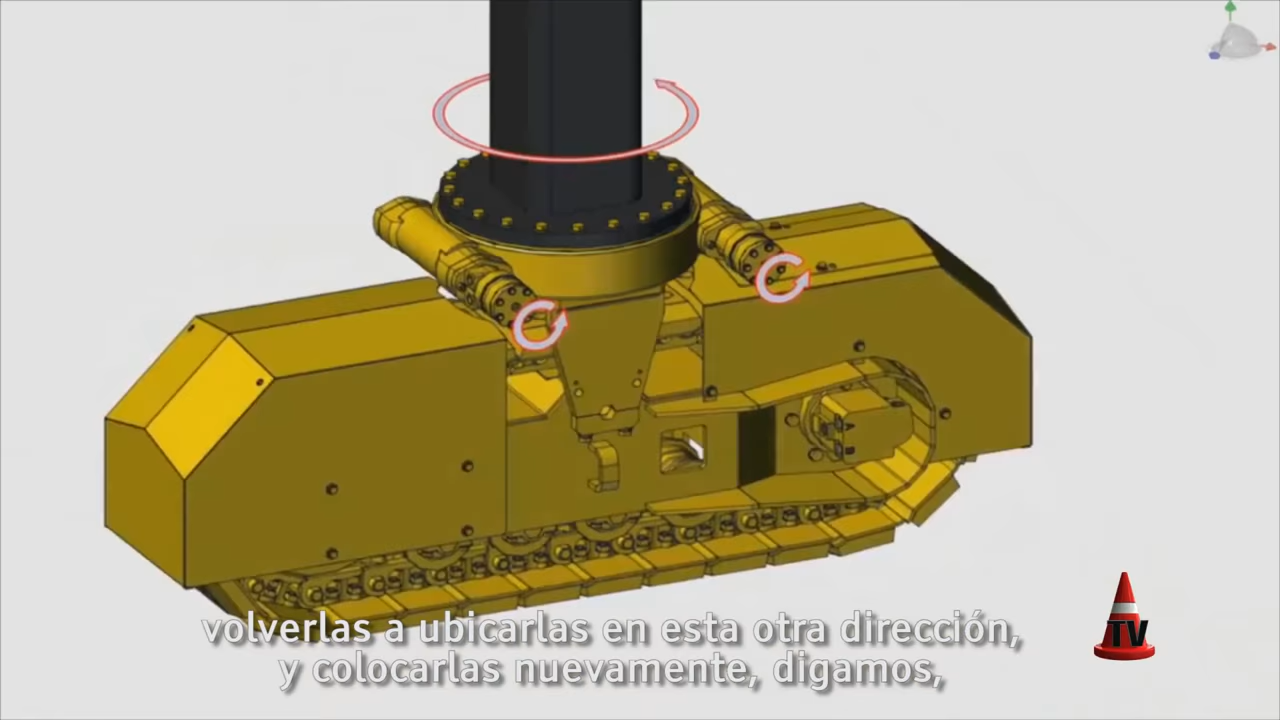 volverlas a ubicarlas en esta otra dirección,
y colocarlas nuevamente, digamos,
TV